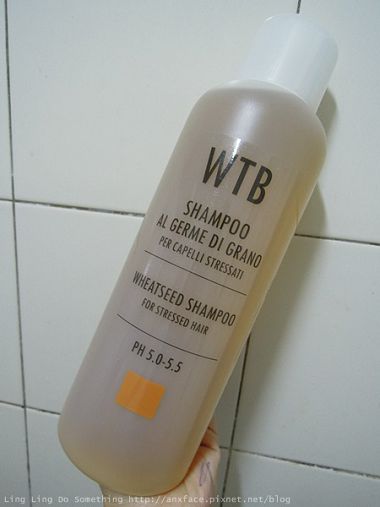 WTB
SHAMPOO
AL GERME DI GRANO
PER CAPELLI STRESSATI
WHEATSEED SHAMPOO
FOR STRESSED HAIR
PH 5.0-5.5
Ling Ling Do Something http://anxface.pixnet.net/blog